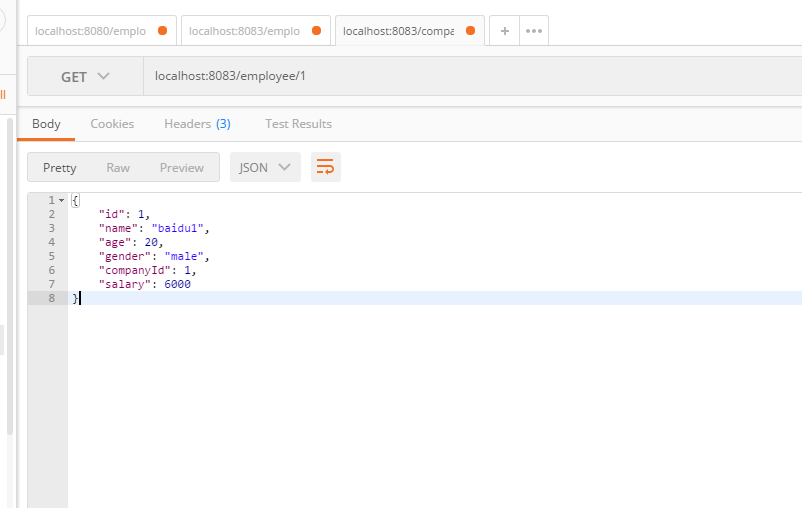 localhost:8080/emplo localhost:8083/emplo localhost:8083/compa + •••
ll
GET localhost:8083/employee/1
Body Cookies Headers (3) Test Results
Pretty Raw Preview JSON
1 {
2 "id": 1,
3 "name": "baidu1",
4 "age": 20,
5 "gender": "male",
6 "companyId": 1,
7 "salary": 6000
8 }